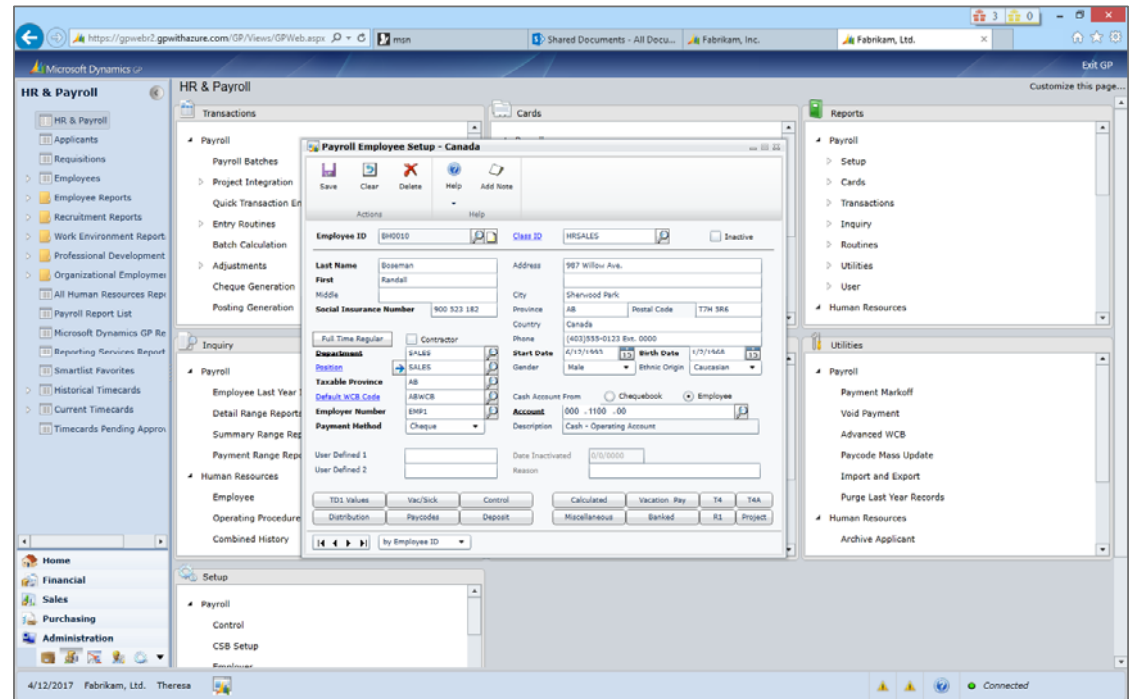 3 0
https://gpwebr2.gpwithazure.com/GP/Views/GPWeb.aspx
msn
Shared Documents - All Docu...
Fabrikam, Inc.
Fabrikam, Ltd.
Microsoft Dynamics GP
Exit GP
HR & Payroll
HR & Payroll
Customize this page...
HR & Payroll
Applicants
Requisitions
Employees
Employee Reports
Recruitment Reports
Work Environment Report
Professional Development
Organizational Employmer
All Human Resources Repo
Payroll Report List
Microsoft Dynamics GP Re
Reporting Services Report
Smartlist Favorites
Historical Timecards
Current Timecards
Timecards Pending Approv
Home
Financial
Sales
Purchasing
Administration
Transactions
Payroll
Payroll Batches
Project Integration
Quick Transaction En
Entry Routines
Batch Calculation
Adjustments
Cheque Generation
Posting Generation
Inquiry
Payroll
Employee Last Year
Detail Range Reports
Summary Range Rep
Payment Range Repo
Human Resources
Employee
Operating Procedure
Combined History
Setup
Payroll
Control
CSB Setup
Employer
Cards
Payroll Employee Setup - Canada
Save Clear Delete Help Add Note
Actions Help
Employee ID BH0010 Class ID HRSALES Inactive
Last Name Boseman Address 987 Willow Ave.
First Randall
Middle City Sherwood Park
Social Insurance Number 900 523 182 Province AB Postal Code T7H 5R6
Country Canada
Full Time Regular Contractor Phone (403)555-0123 Ext. 0000
Department SALES Start Date 6/12/1993 Birth Date 1/2/1968
Position SALES Gender Male Ethnic Origin Caucasian
Taxable Province AB
Default WCB Code ABWCB Cash Account From Chequebook Employee
Employer Number EMP1 Account 000 .1100 .00
Payment Method Cheque Description Cash - Operating Account
User Defined 1 Date Inactivated 0/0/0000
User Defined 2 Reason
TD1 Values Vac/Sick Control Calculated Vacation Pay T4 T4A
Distribution Paycodes Deposit Miscellaneous Banked R1 Project
by Employee ID
Reports
Payroll
Setup
Cards
Transactions
Inquiry
Routines
Utilities
User
Human Resources
Utilities
Payroll
Payment Markoff
Void Payment
Advanced WCB
Paycode Mass Update
Import and Export
Purge Last Year Records
Human Resources
Archive Applicant
4/12/2017 Fabrikam, Ltd. Theresa
Connected